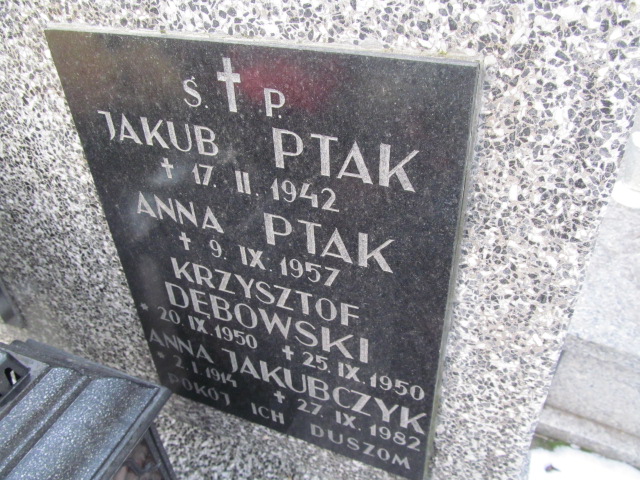 Ś. † P.
JAKUB PTAK
† 17. II. 1942
ANNA PTAK
† 9. IX. 1957
KRZYSZTOF
DĘBOWSKI
* 20 IX. 1950 † 25. IX. 1950
ANNA JAKUBCZYK
* 2. I. 1914 † 27. IX. 1982
POKÓJ ICH DUSZOM